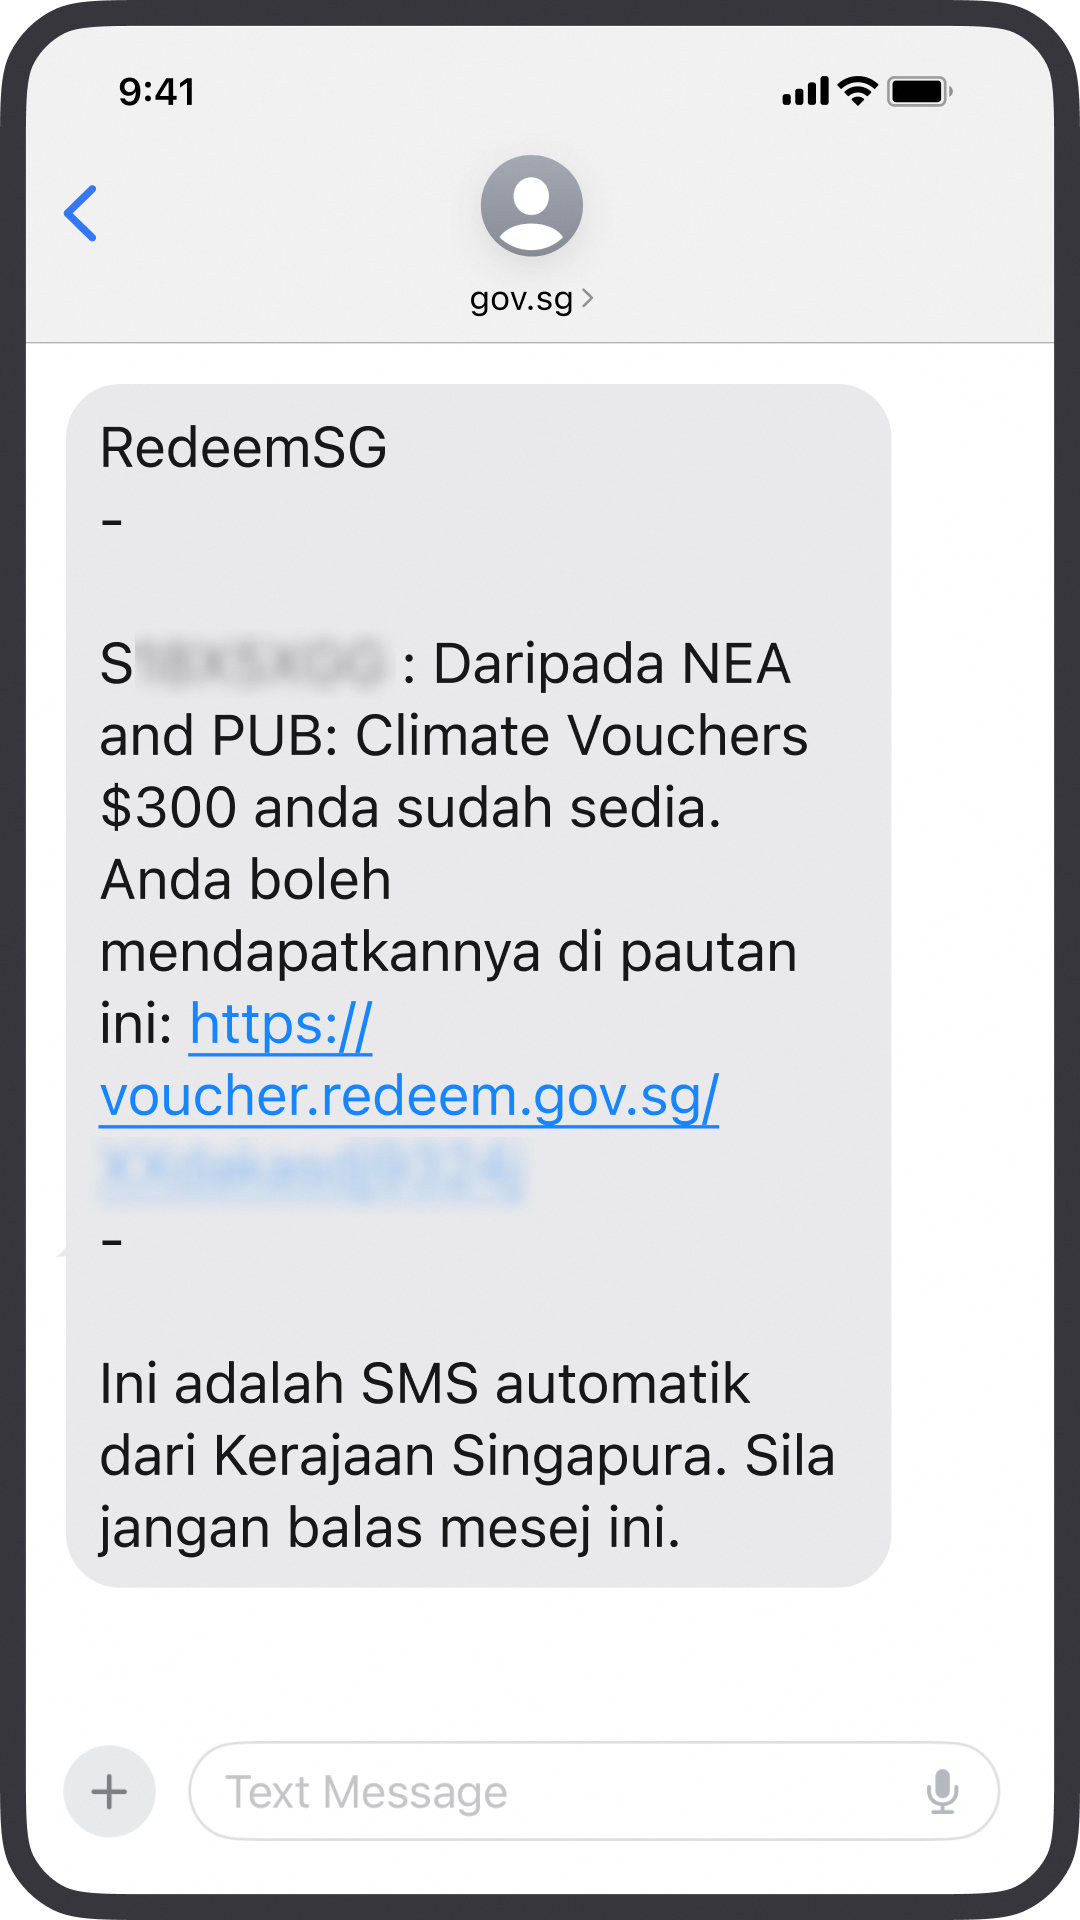 9:41
gov.sg
RedeemSG
-
S : Daripada NEA
and PUB: Climate Vouchers
$300 anda sudah sedia.
Anda boleh
mendapatkannya di pautan
ini: https://
voucher.redeem.gov.sg/
-
Ini adalah SMS automatik
dari Kerajaan Singapura. Sila
jangan balas mesej ini.
Text Message